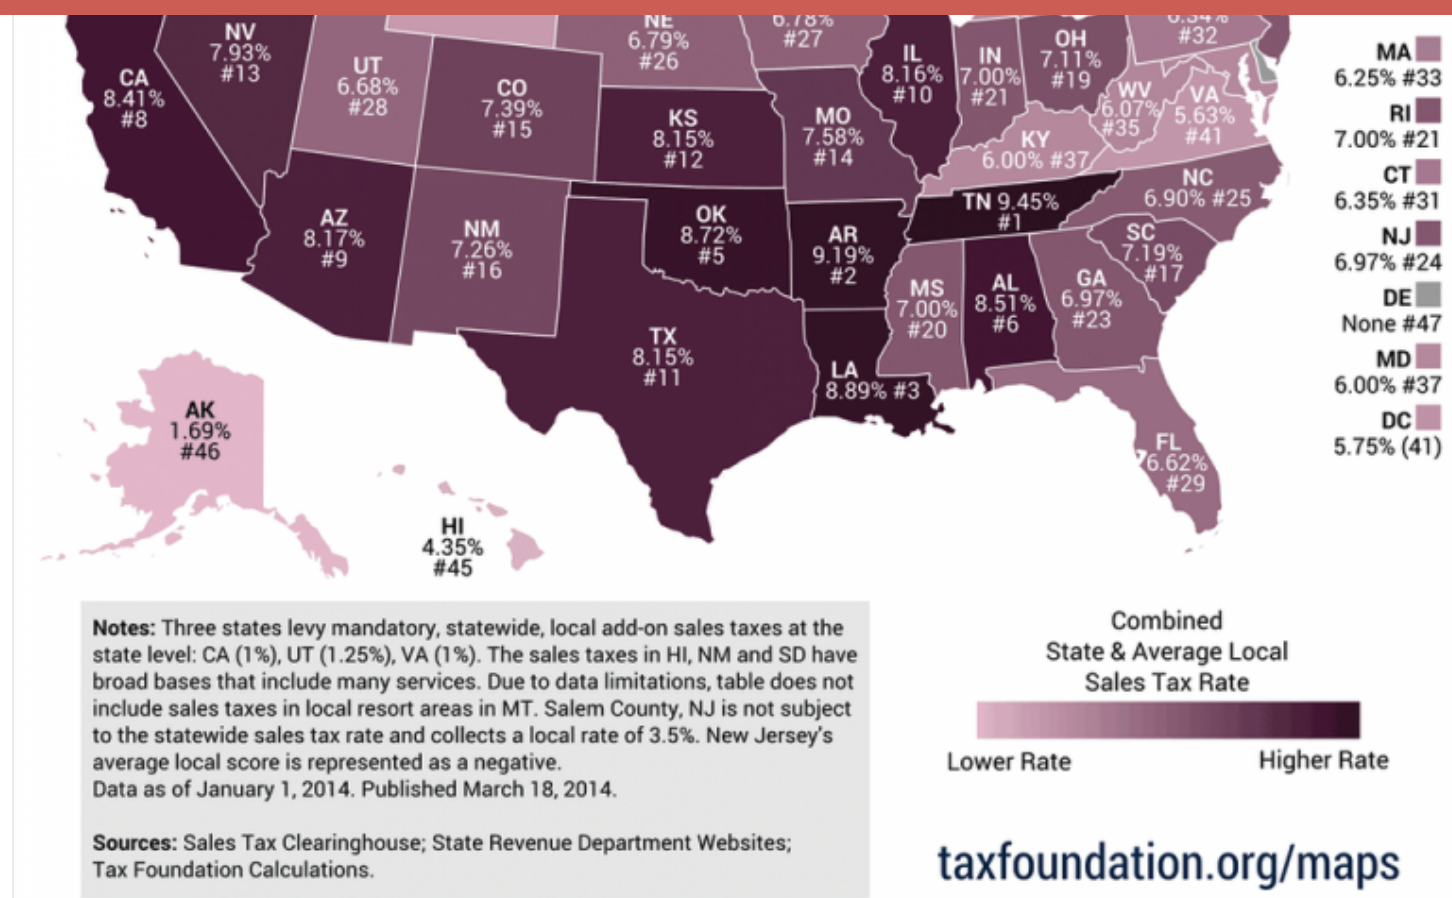 NV
7.93%
#13
CA
8.41%
#8
UT
6.68%
#28
CO
7.39%
#15
NE
6.79%
#26
6.78%
#27
KS
8.15%
#12
MO
7.58%
#14
IL
8.16%
#10
IN
7.00%
#21
OH
7.11%
#19
6.34%
#32
WV
6.07%
#35
VA
5.63%
#41
KY
6.00% #37
NC
6.90% #25
TN 9.45%
#1
SC
7.19%
#17
AZ
8.17%
#9
NM
7.26%
#16
OK
8.72%
#5
AR
9.19%
#2
MS
7.00%
#20
AL
8.51%
#6
GA
6.97%
#23
TX
8.15%
#11
LA
8.89% #3
FL
6.62%
#29
AK
1.69%
#46
HI
4.35%
#45
MA
6.25% #33
RI
7.00% #21
CT
6.35% #31
NJ
6.97% #24
DE
None #47
MD
6.00% #37
DC
5.75% (41)
Notes: Three states levy mandatory, statewide, local add-on sales taxes at the
state level: CA (1%), UT (1.25%), VA (1%). The sales taxes in HI, NM and SD have
broad bases that include many services. Due to data limitations, table does not
include sales taxes in local resort areas in MT. Salem County, NJ is not subject
to the statewide sales tax rate and collects a local rate of 3.5%. New Jersey's
average local score is represented as a negative.
Data as of January 1, 2014. Published March 18, 2014.
Sources: Sales Tax Clearinghouse; State Revenue Department Websites;
Tax Foundation Calculations.
Combined
State & Average Local
Sales Tax Rate
Lower Rate
Higher Rate
taxfoundation.org/maps